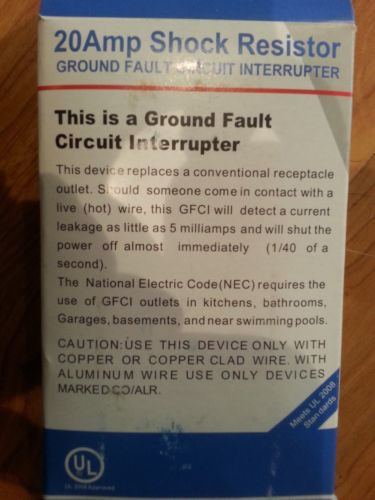 20Amp Shock Resistor
GROUND FAULT CIRCUIT INTERRUPTER
This is a Ground Fault
Circuit Interrupter
This device replaces a conventional receptacle
outlet. Should someone come in contact with a
live (hot) wire, this GFCI will detect a current
leakage as little as 5 milliamps and will shut the
power off almost immediately (1/40 of a
second).
The National Electric Code(NEC) requires the
use of GFCI outlets in kitchens, bathrooms,
Garages, basements, and near swimming pools.
CAUTION:USE THIS DEVICE ONLY WITH
COPPER OR COPPER CLAD WIRE. WITH
ALUMINUM WIRE USE ONLY DEVICES
MARKED CO/ALR.
Meets UL 2008
Standards
UL
UL 2008 Approved